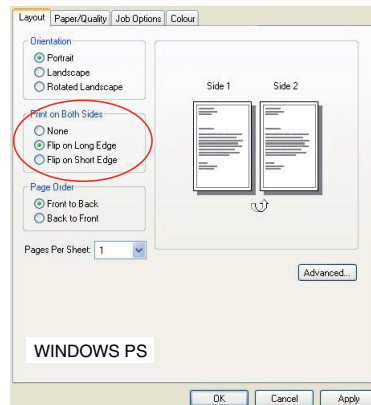 Layout Paper/Quality Job Options Colour
Orientation
Portrait
Landscape
Rotated Landscape
Print on Both Sides
None
Flip on Long Edge
Flip on Short Edge
Page Order
Front to Back
Back to Front
Pages Per Sheet: 1
Side 1 Side 2
Advanced...
WINDOWS PS
OK Cancel Apply